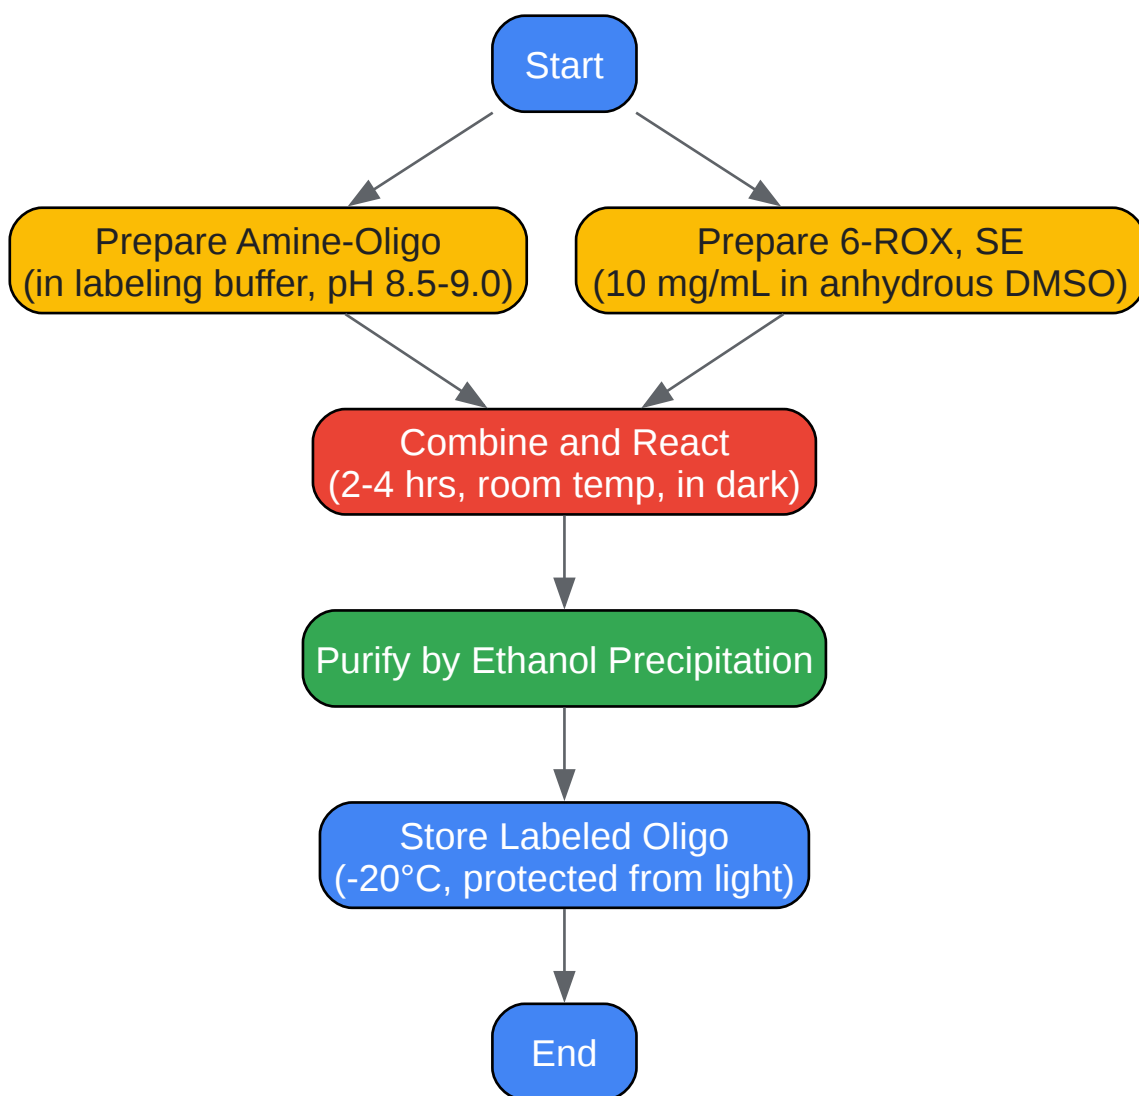 Start
Prepare Amine-Oligo
(in labeling buffer, pH 8.5-9.0)
Prepare 6-ROX, SE
(10 mg/mL in anhydrous DMSO)
Combine and React
(2-4 hrs, room temp, in dark)
Purify by Ethanol Precipitation
Store Labeled Oligo
(-20°C, protected from light)
End